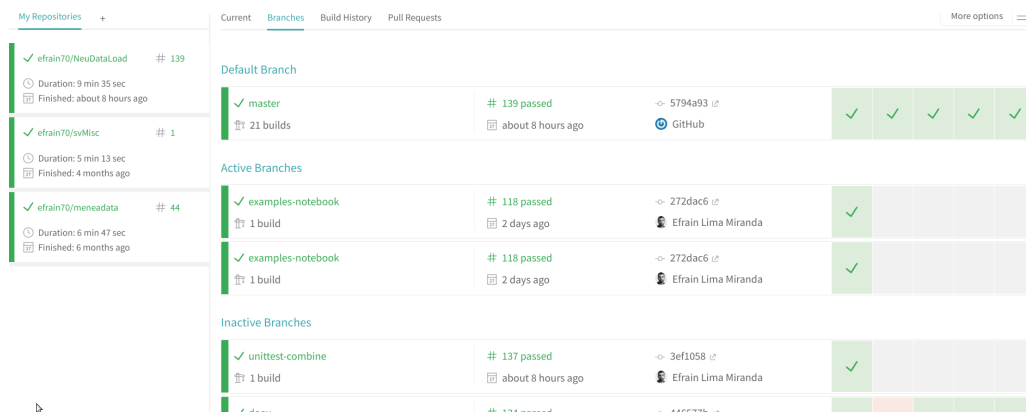 My Repositories +
Current Branches Build History Pull Requests
More options
efrain70/NeuDataLoad # 139
Duration: 9 min 35 sec
Finished: about 8 hours ago
efrain70/svMisc # 1
Duration: 5 min 13 sec
Finished: 4 months ago
efrain70/meneadata # 44
Duration: 6 min 47 sec
Finished: 6 months ago
Default Branch
master # 139 passed 5794a93
21 builds about 8 hours ago GitHub
Active Branches
examples-notebook # 118 passed 272dac6
1 build 2 days ago Efrain Lima Miranda
examples-notebook # 118 passed 272dac6
1 build 2 days ago Efrain Lima Miranda
Inactive Branches
unittest-combine # 137 passed 3ef1058
1 build about 8 hours ago Efrain Lima Miranda